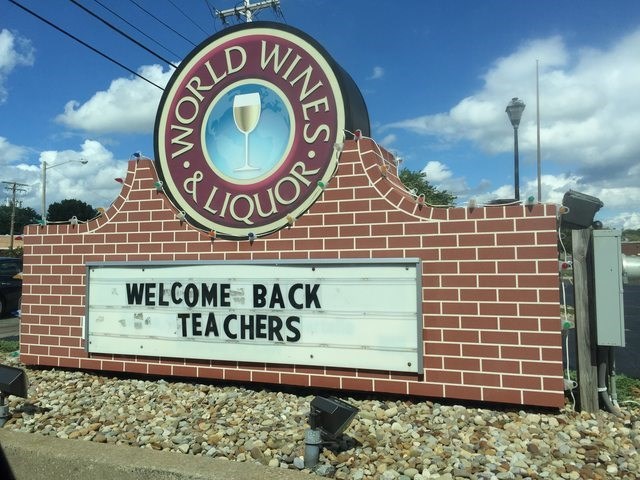 WORLD WINES
& LIQUOR
WELCOME BACK
TEACHERS